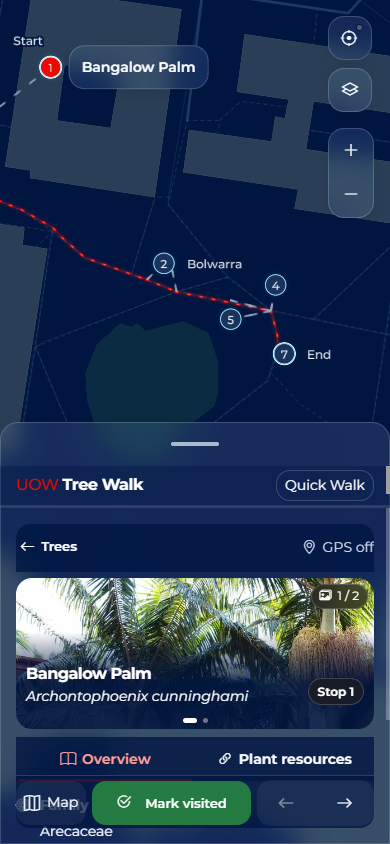 Start
1
Bangalow Palm
2
Bolwarra
4
5
7
End
UOW Tree Walk
Quick Walk
Trees
GPS off
1 / 2
Bangalow Palm
Archontophoenix cunninghami
Stop 1
Overview
Plant resources
Family
Map
Mark visited
Arecaceae